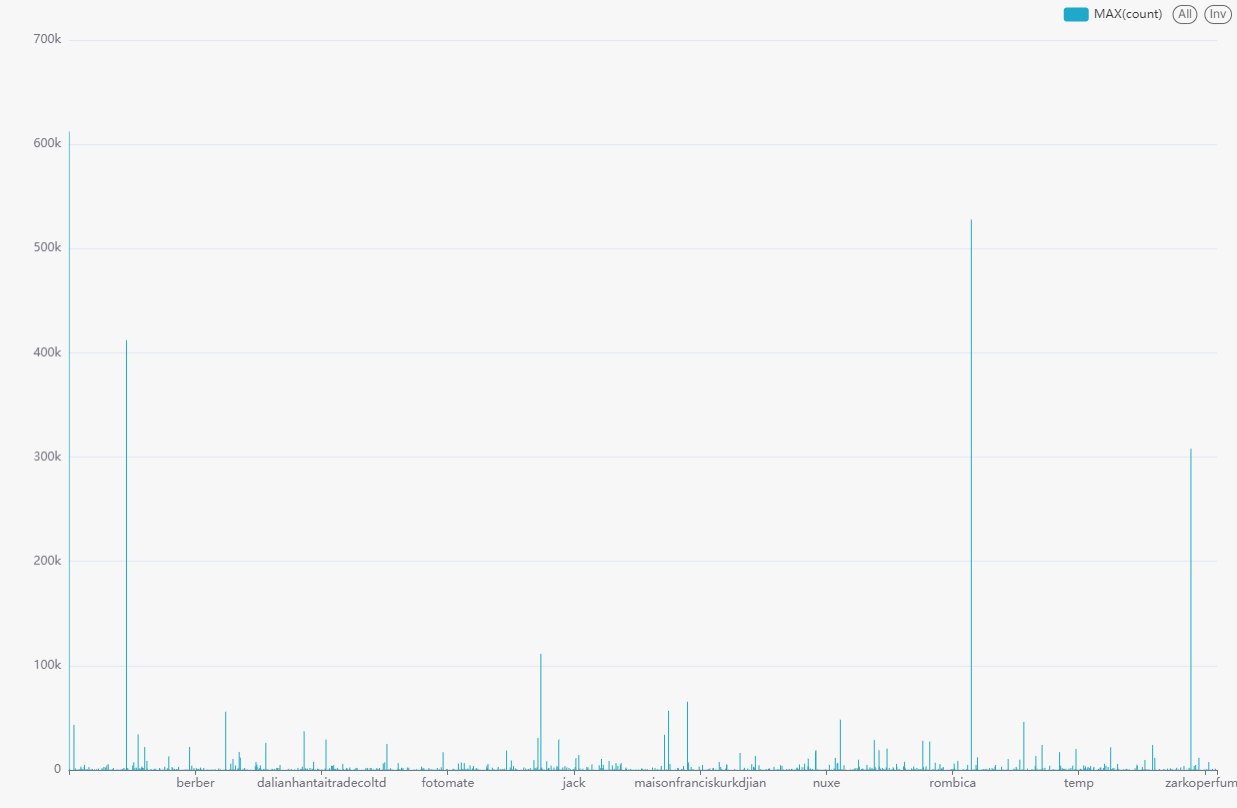 MAX(count) All Inv
700k
600k
500k
400k
300k
200k
100k
0
berber dalianhantaitradecoltd fotomate jack maisonfranciskurkdjian nuxe rombica temp zarkoperfum